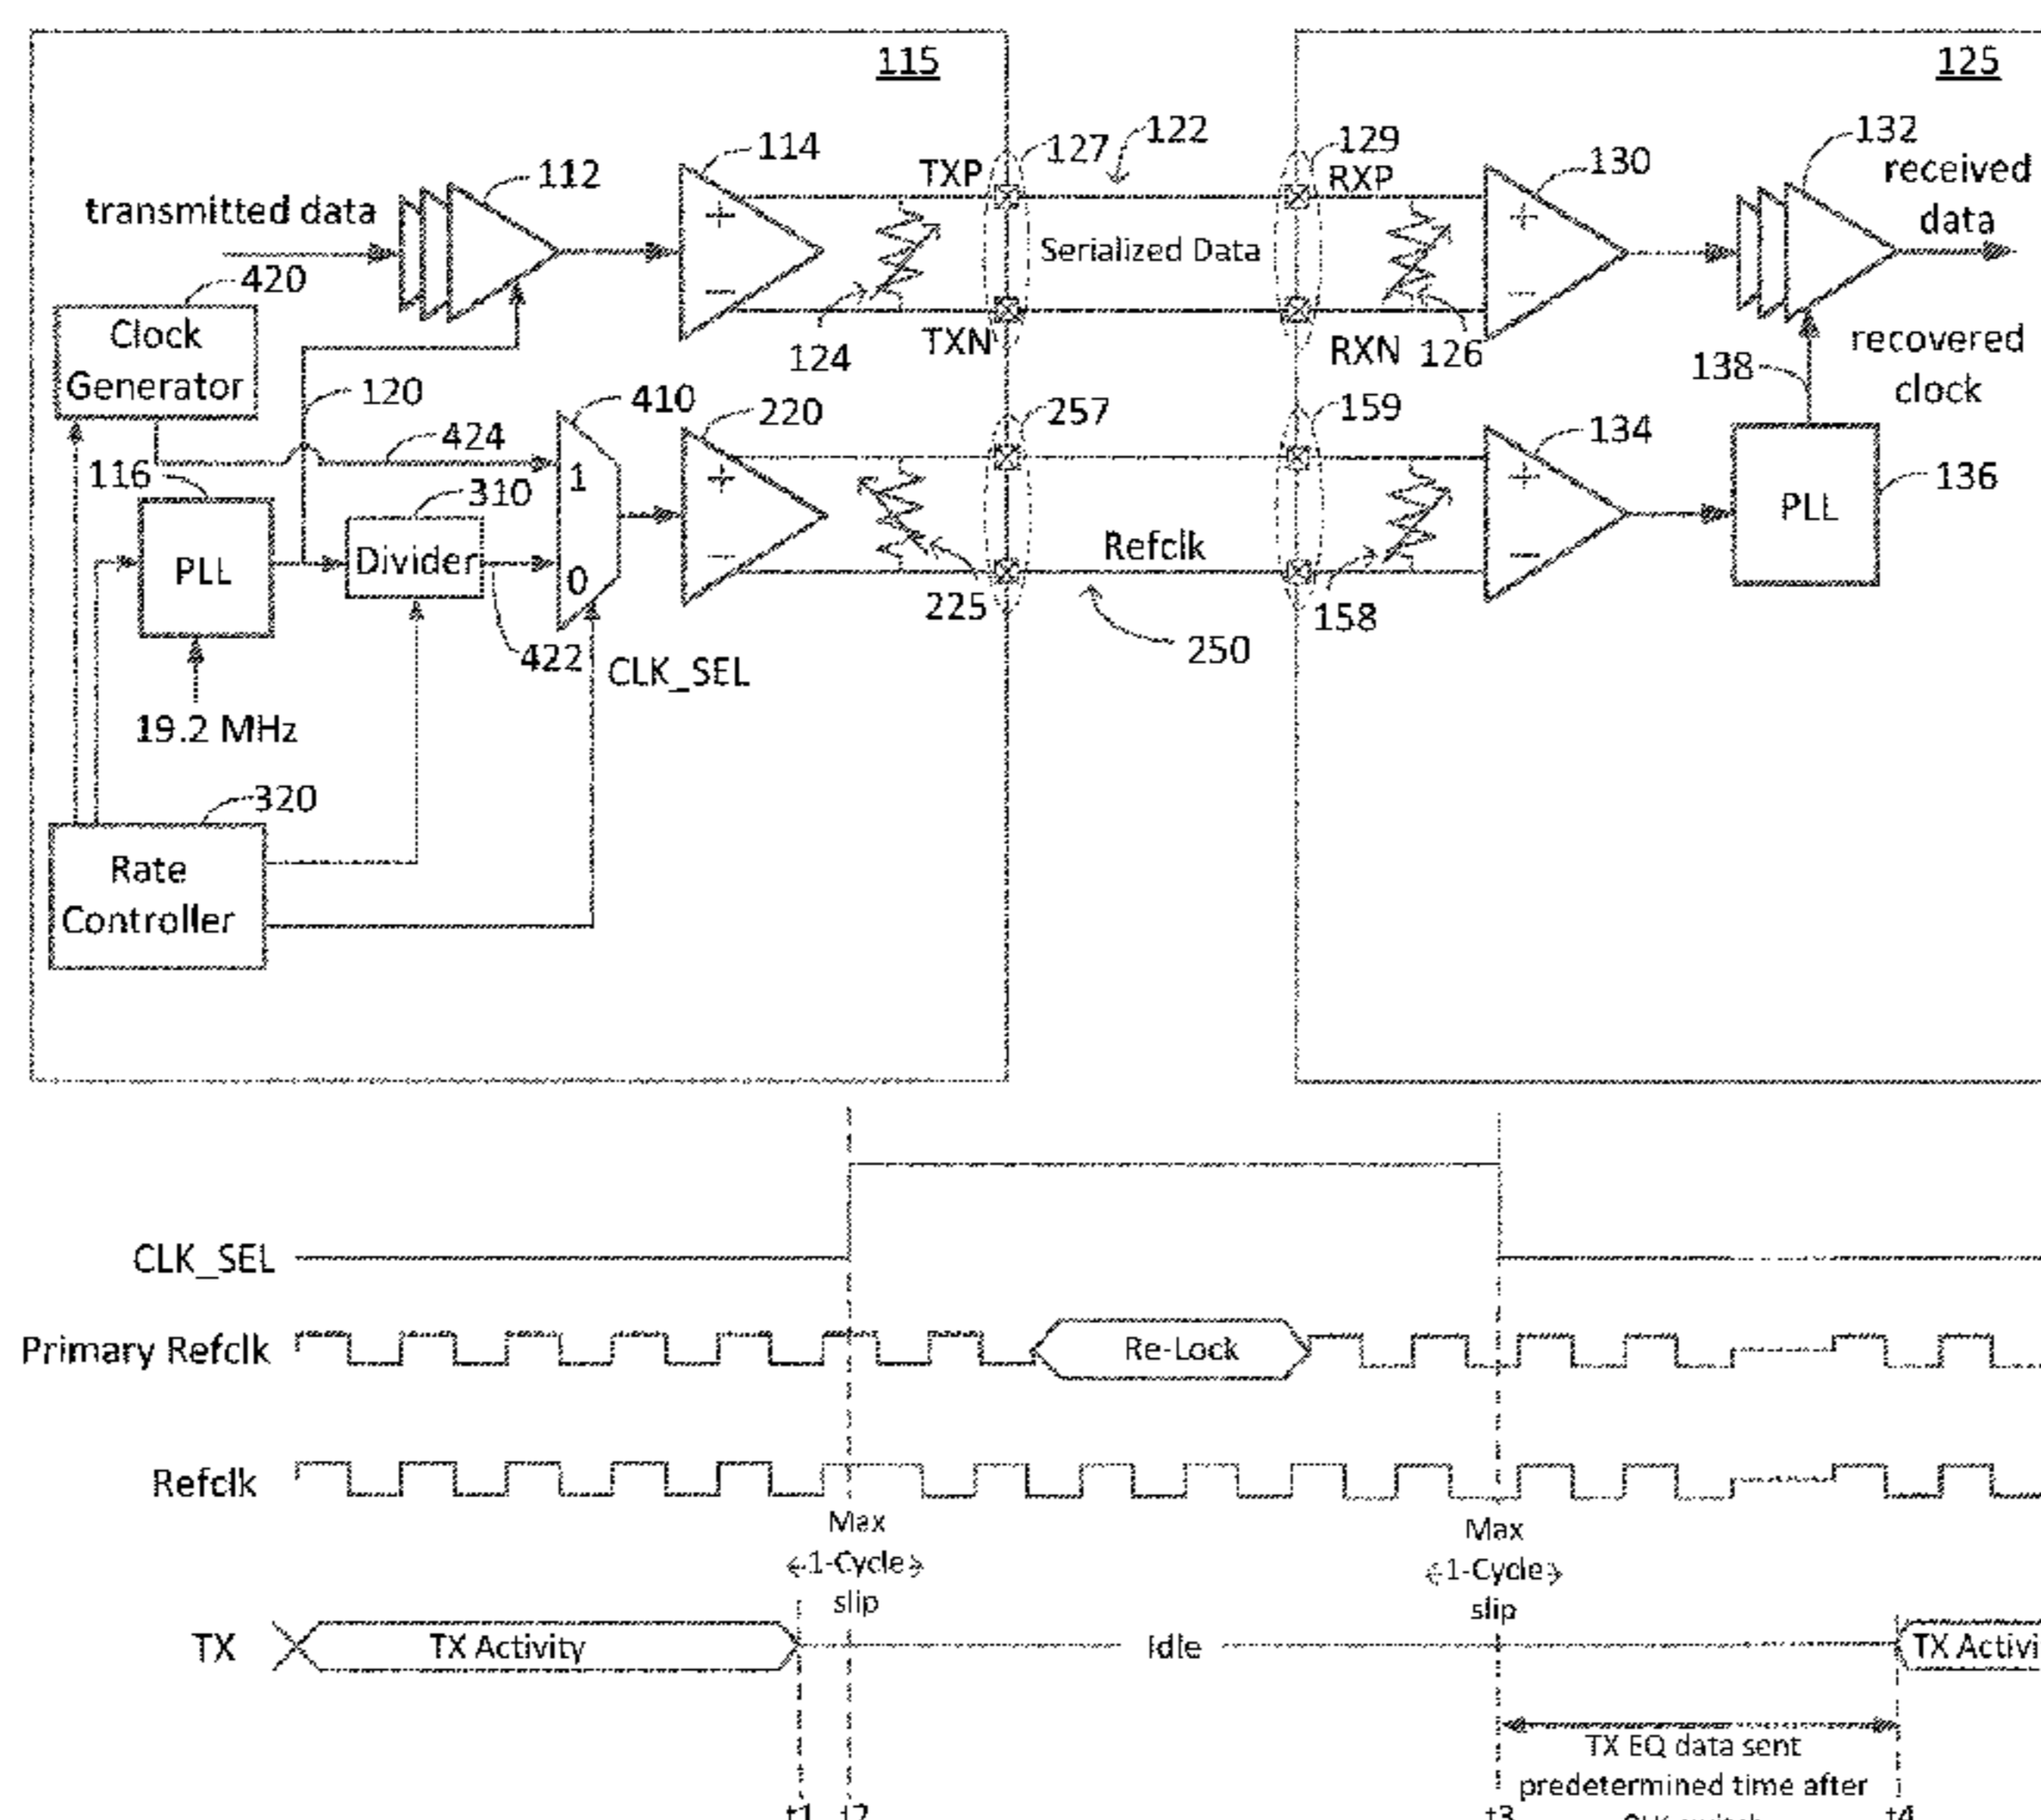 115
125
114
127
122
129
130
132
112
TXP
RXP
received
data
transmitted data
Serialized Data
420
124
TXN
RXN
126
recovered
clock
138
Clock
Generator
120
410
220
257
159
134
424
116
1
310
PLL
136
PLL
Divider
0
Refclk
225
158
422
CLK_SEL
250
19.2 MHz
320
Rate
Controller
CLK_SEL
Primary Refclk
Re-Lock
Refclk
Max
1-Cycle
slip
Max
1-Cycle
slip
TX
TX Activity
Idle
TX Activi
TX EQ data sent
predetermined time after
t1
t2
t3
t4